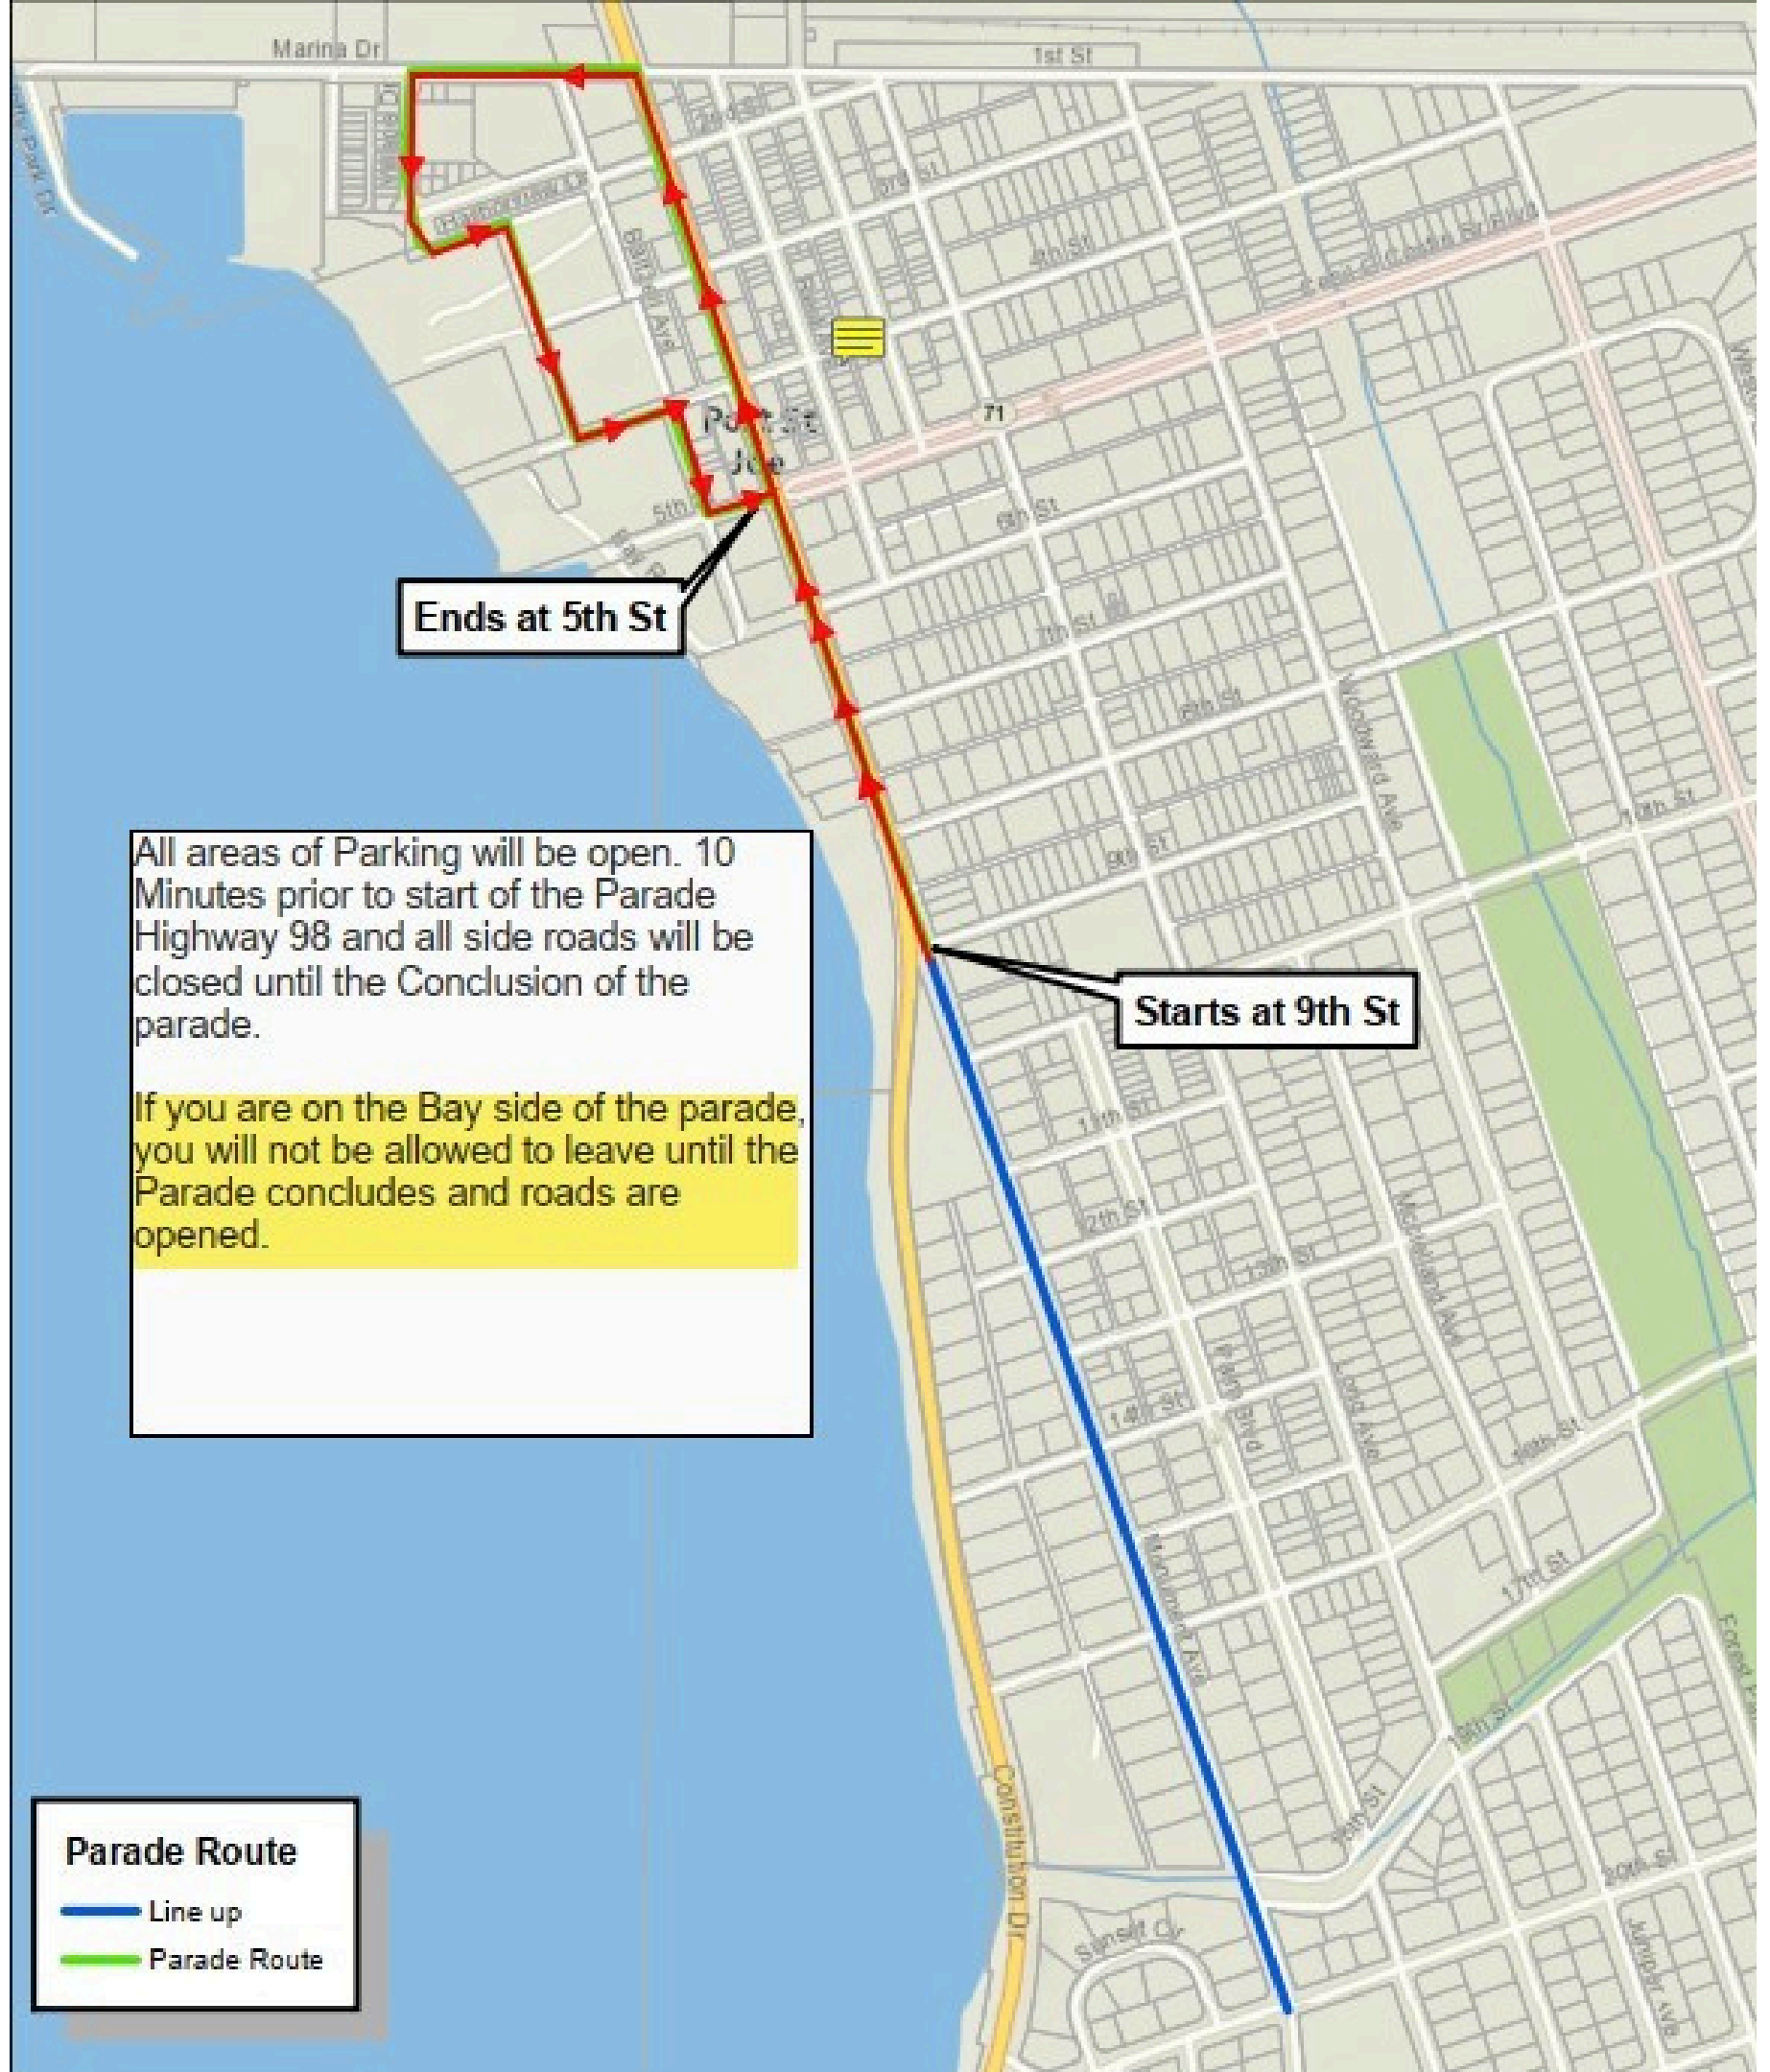 Marina Dr
1st St
3rd St
4th St
71
Port St
Joe
5th
6th St
Ends at 5th St
7th St
Woodward Ave
10th St
All areas of Parking will be open. 10
Minutes prior to start of the Parade
Highway 98 and all side roads will be
closed until the Conclusion of the
parade.
If you are on the Bay side of the parade,
you will not be allowed to leave until the
Parade concludes and roads are
opened.
9th St
Starts at 9th St
11th St
12th St
13th St
Long Ave
14th St
16th St
Monument Ave
17th St
Constitution Dr
20th St
Sunset Cir
Juniper Ave
Parade Route
Line up
Parade Route